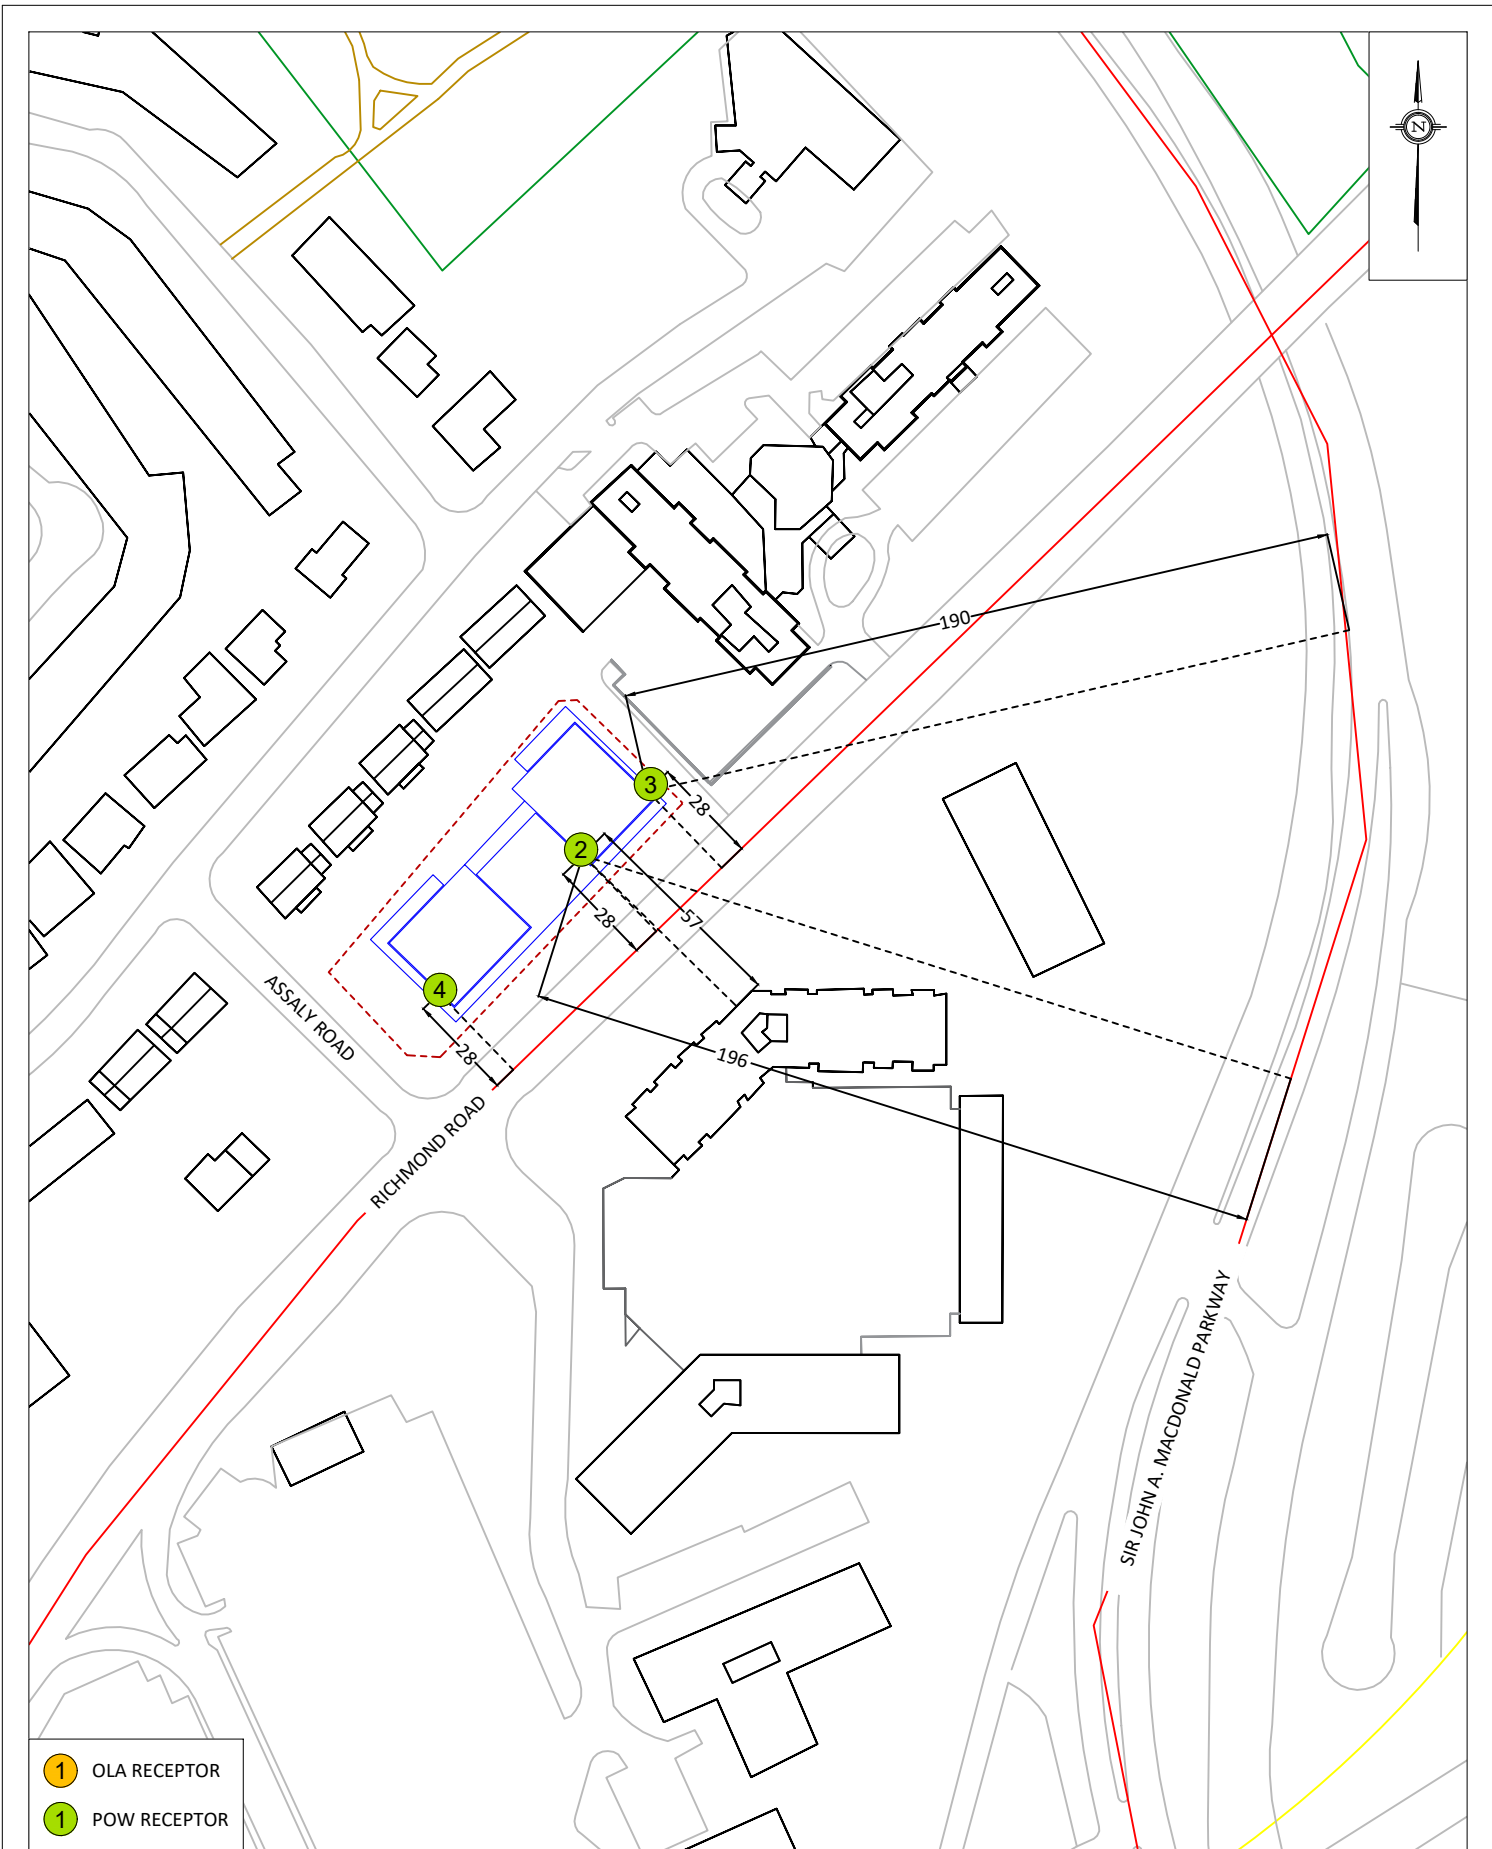 N
190
3
28
2
57
28
4
28
196
ASSALY ROAD
RICHMOND ROAD
SIR JOHN A. MACDONALD PARKWAY
1 OLA RECEPTOR
1 POW RECEPTOR